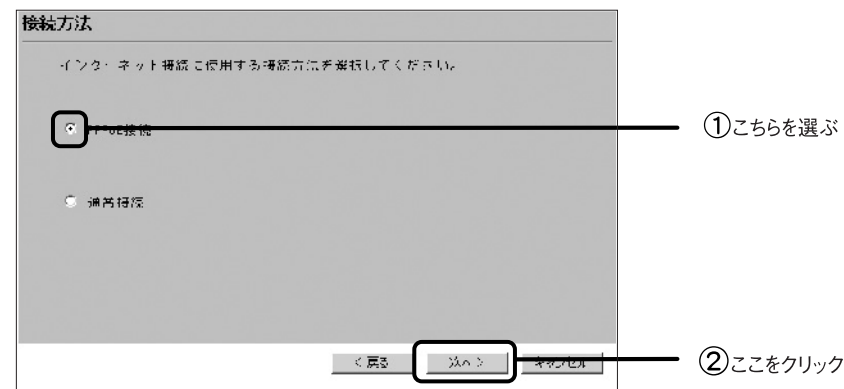 接続方法
インターネット接続に使用する接続方法を選択してください。
PPPoE接続
①こちらを選ぶ
通常接続
< 戻る
次へ >
キャンセル
②ここをクリック